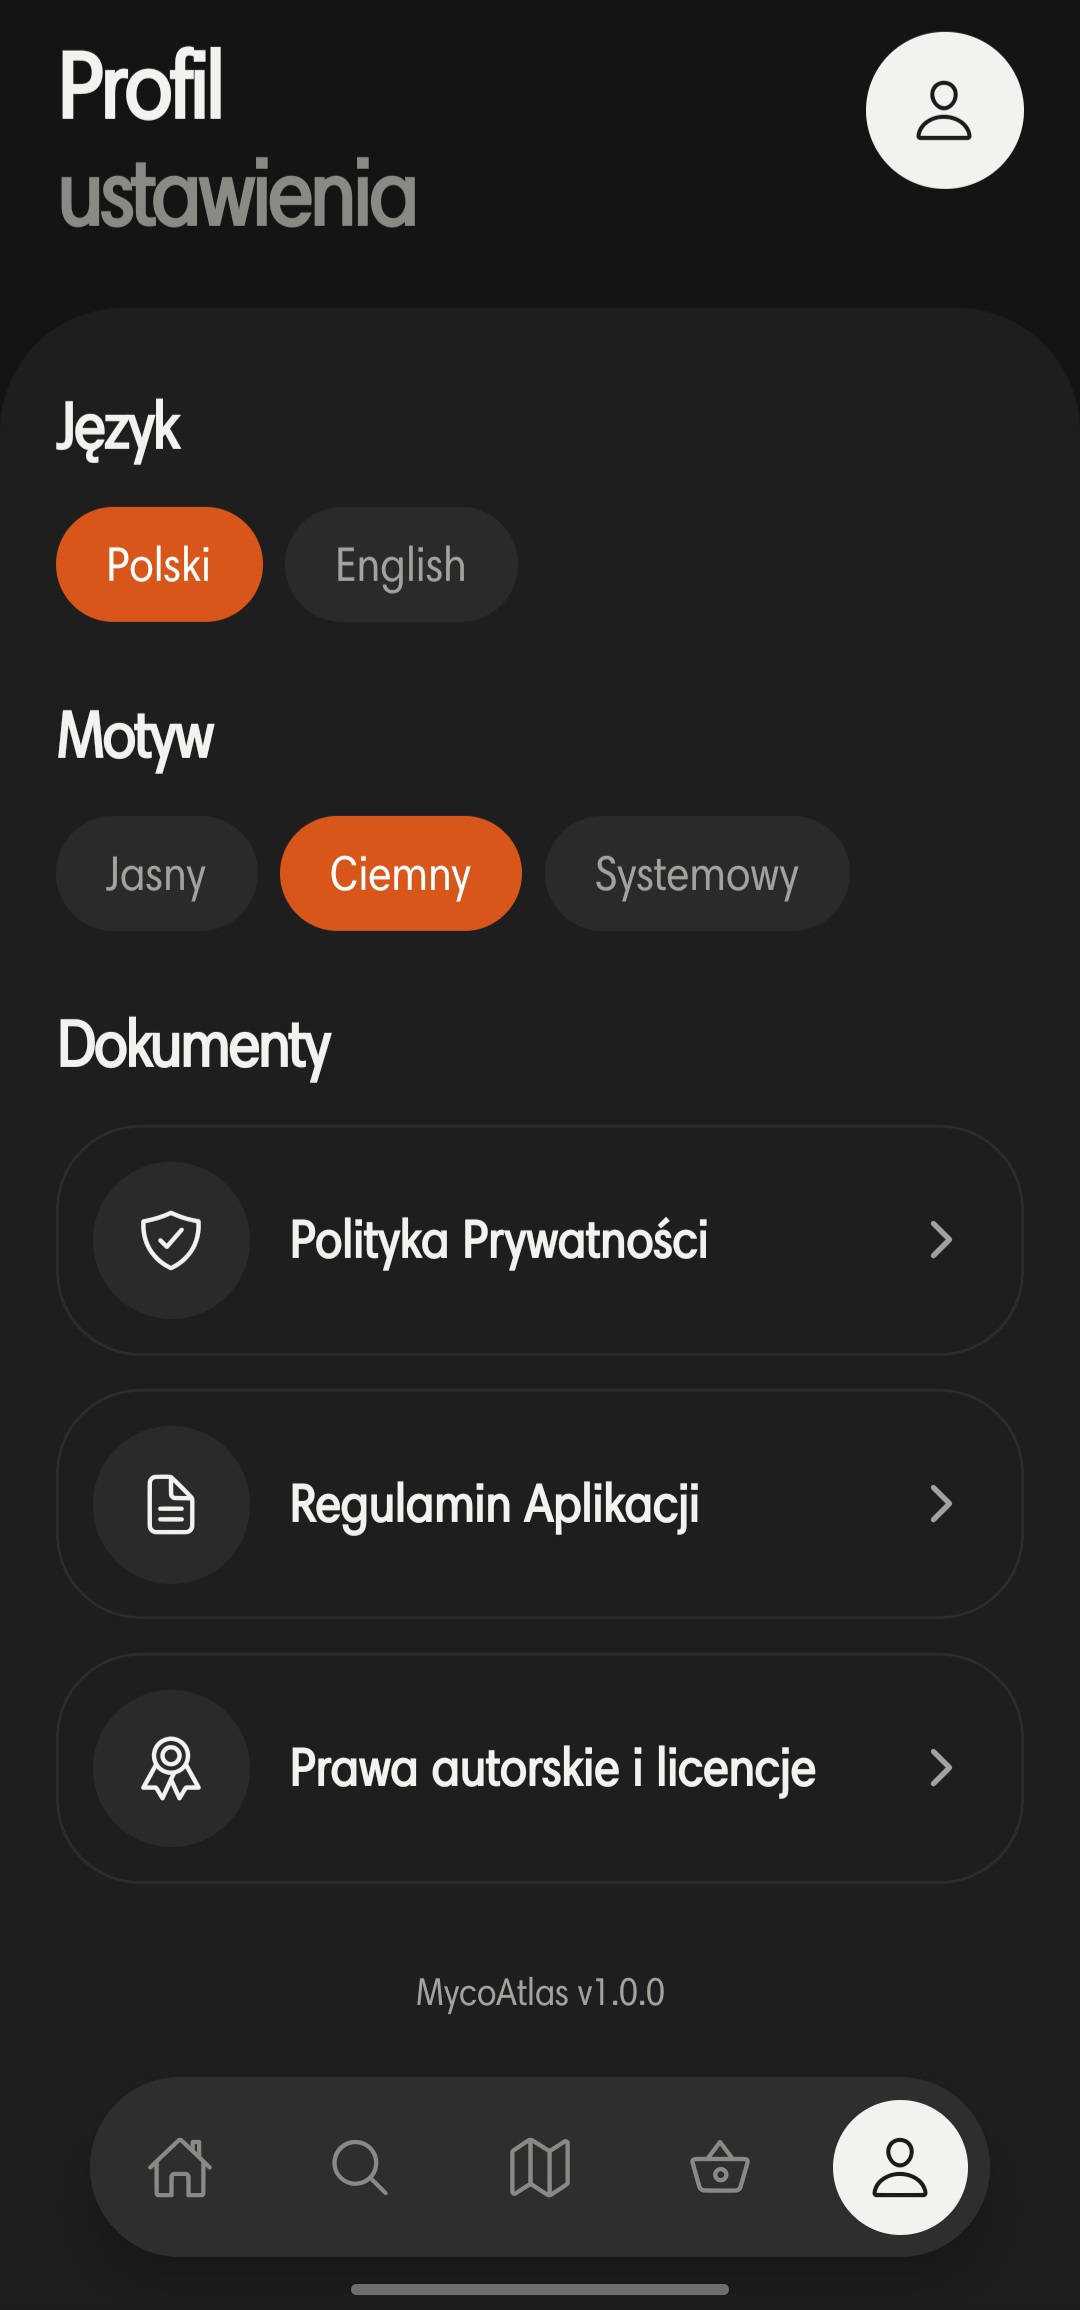 Profil
ustawienia
Język
Polski English
Motyw
Jasny Ciemny Systemowy
Dokumenty
Polityka Prywatności
Regulamin Aplikacji
Prawa autorskie i licencje
MycoAtlas v1.0.0